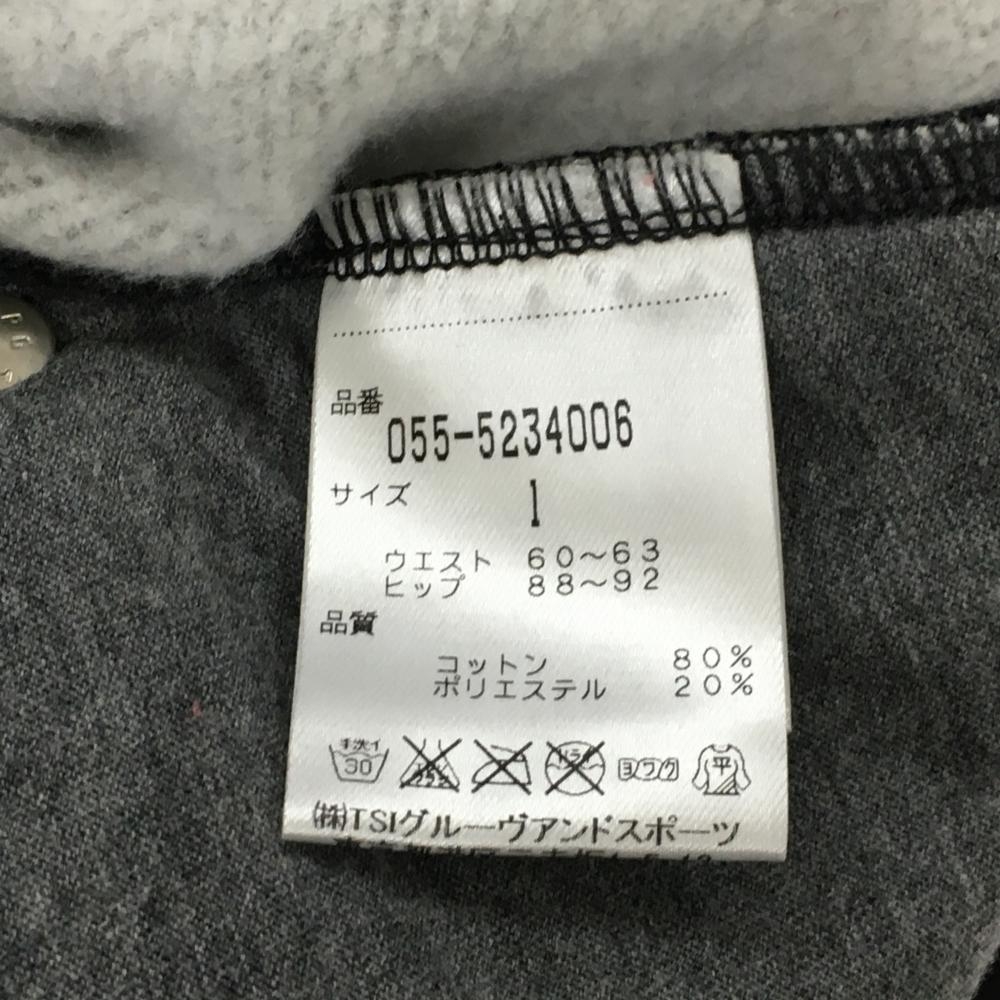 PG
品番
055-5234006
サイズ 1
ウエスト 60〜63
ヒップ 88〜92
品質
コットン 80%
ポリエステル 20%
手洗イ 30 ヨワク 平
㈱TSIグルーヴアンドスポーツ